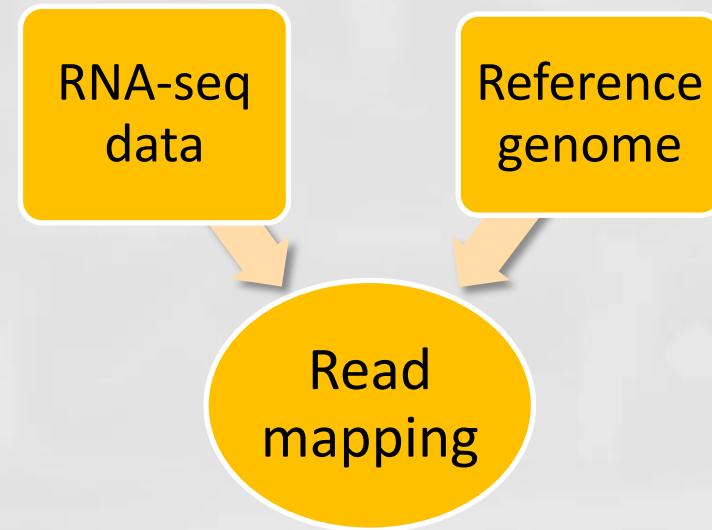 RNA-seq
data
Reference
genome
Read
mapping